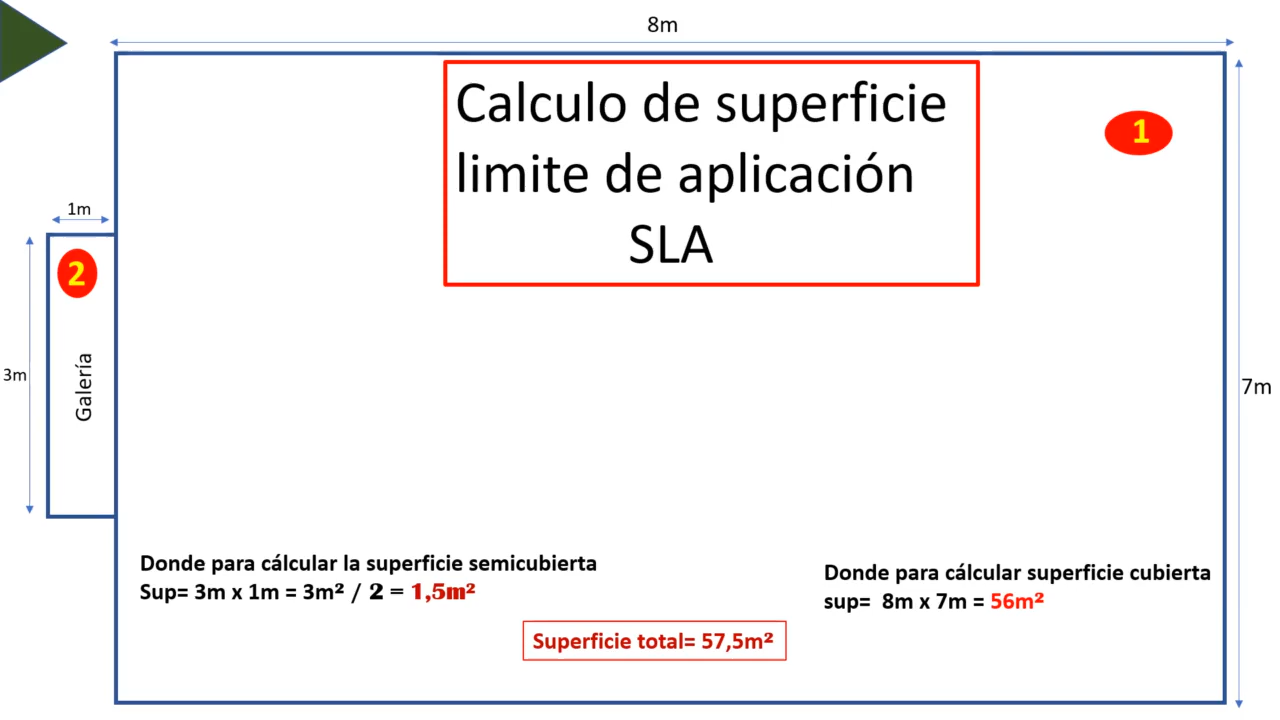 8m
Calculo de superficie
limite de aplicación
SLA
1
1m
2
3m
Galería
7m
Donde para cálcular la superficie semicubierta
Sup= 3m x 1m = 3m² / 2 = 1,5m²
Donde para cálcular superficie cubierta
sup=  8m x 7m = 56m²
Superficie total= 57,5m²